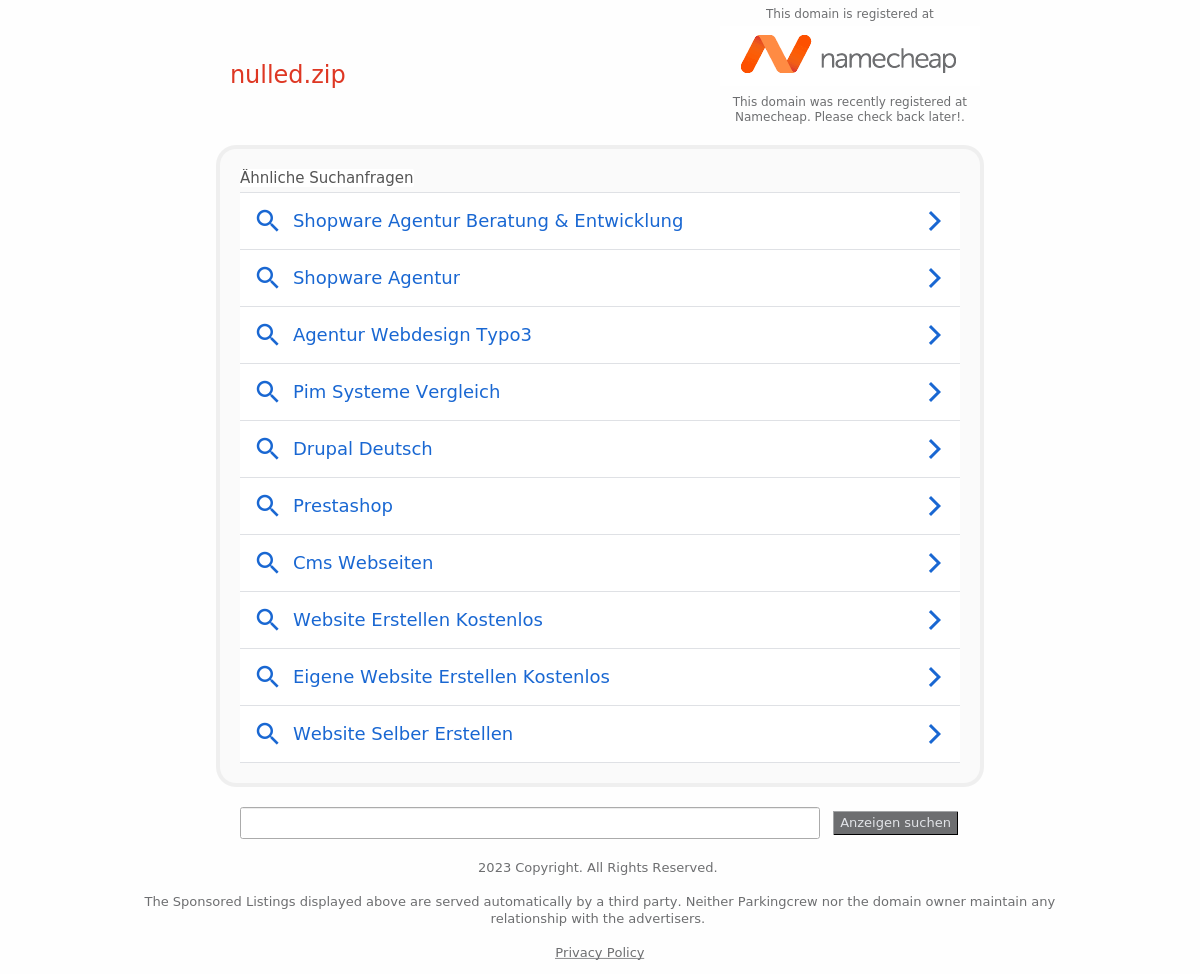 This domain is registered at
namecheap
nulled.zip
This domain was recently registered at
Namecheap. Please check back later!.
Ähnliche Suchanfragen
Shopware Agentur Beratung & Entwicklung
Shopware Agentur
Agentur Webdesign Typo3
Pim Systeme Vergleich
Drupal Deutsch
Prestashop
Cms Webseiten
Website Erstellen Kostenlos
Eigene Website Erstellen Kostenlos
Website Selber Erstellen
Anzeigen suchen
2023 Copyright. All Rights Reserved.
The Sponsored Listings displayed above are served automatically by a third party. Neither Parkingcrew nor the domain owner maintain any
relationship with the advertisers.
Privacy Policy